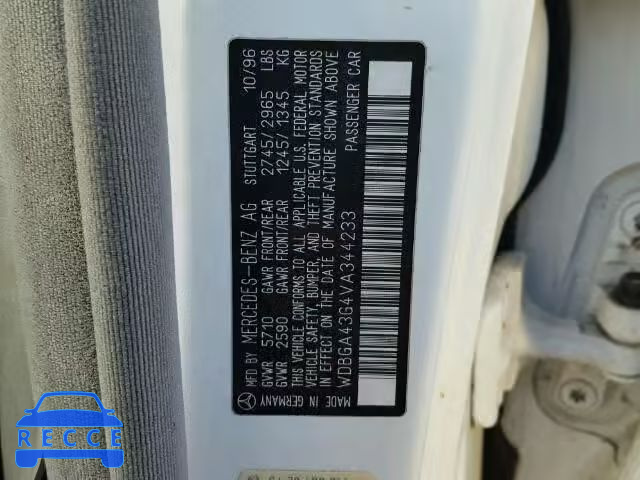 MFD BY MERCEDES-BENZ AG STUTTGART 10/96
GVWR 5710 GAWR FRONT/REAR 2745/2965 LBS
GVWR 2590 GAWR FRONT/REAR 1245/1345 KG
THIS VEHICLE CONFORMS TO ALL APPLICABLE U.S. FEDERAL MOTOR
VEHICLE SAFETY, BUMPER, AND THEFT PREVENTION STANDARDS
IN EFFECT ON THE DATE OF MANUFACTURE SHOWN ABOVE
WDBGA43G4VA344233 PASSENGER CAR
MADE IN GERMANY
RECCE